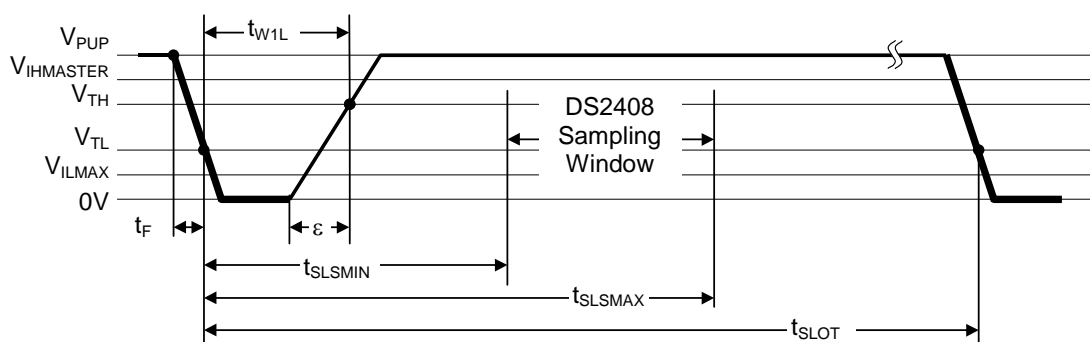 t_W1L
V_PUP
V_IHMASTER
V_TH
DS2408
Sampling
Window
V_TL
V_ILMAX
0V
t_F
ε
t_SLSMIN
t_SLSMAX
t_SLOT